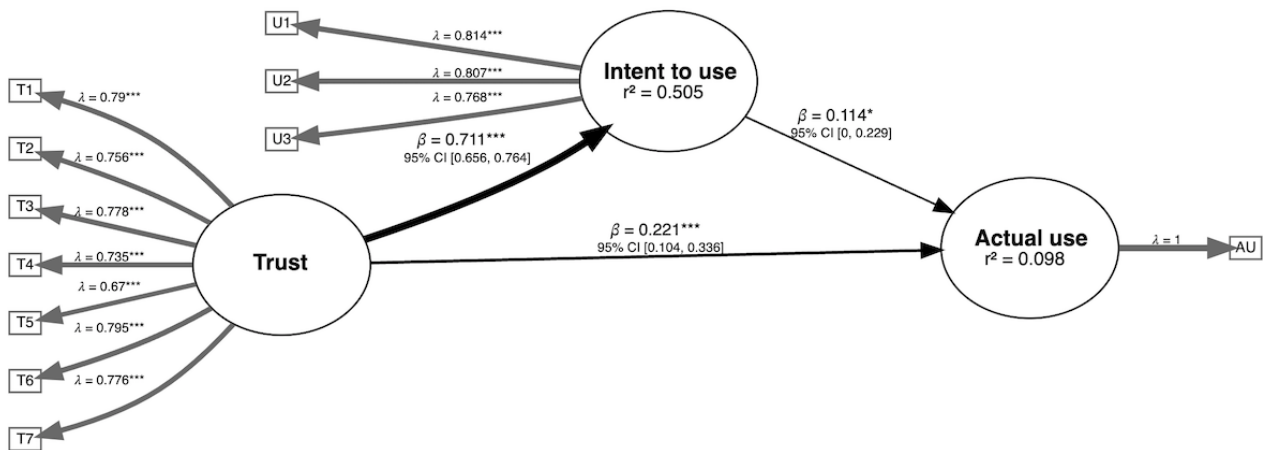 U1
λ = 0.814***
U2
λ = 0.807***
U3
λ = 0.768***
Intent to use
r² = 0.505
β = 0.711***
95% CI [0.656, 0.764]
β = 0.114*
95% CI [0, 0.229]
T1
λ = 0.79***
T2
λ = 0.756***
T3
λ = 0.778***
T4
λ = 0.735***
T5
λ = 0.67***
T6
λ = 0.795***
T7
λ = 0.776***
Trust
β = 0.221***
95% CI [0.104, 0.336]
Actual use
r² = 0.098
λ = 1
AU